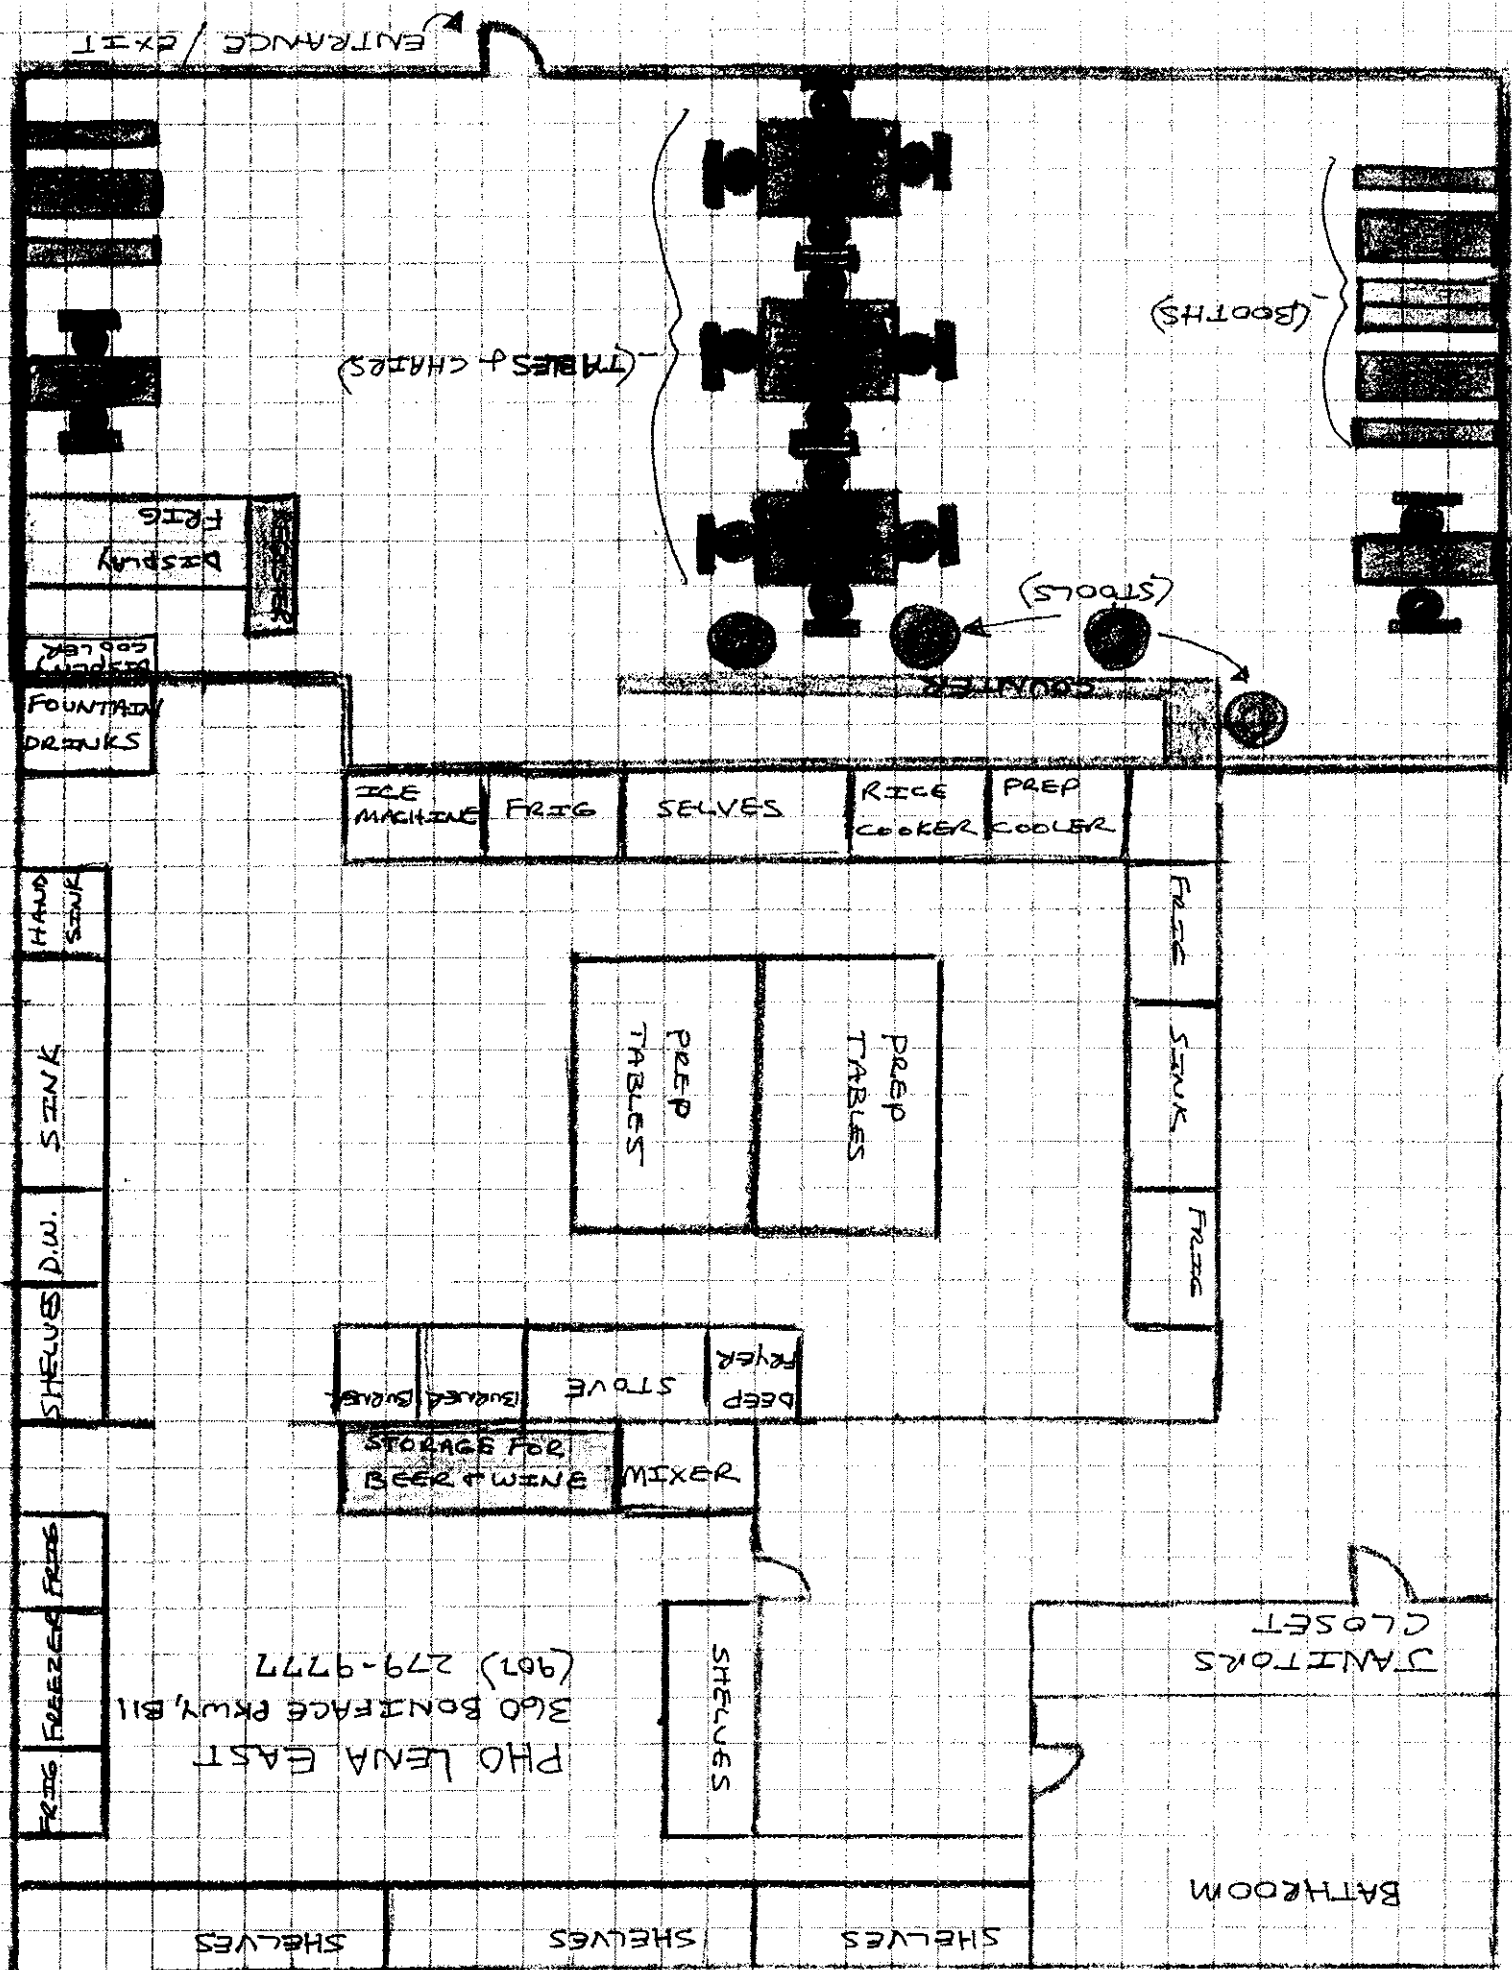 ENTRANCE / EXIT
(TABLES & CHAIRS)
(BOOTHS)
DISPLAY
FRIG
REGISTER
(STOOLS)
DISPLAY
COOLER
COUNTER
FOUNTAIN
DRINKS
ICE
MACHINE
FRIG
SELVES
RICE
COOKER
PREP
COOLER
HAND
SINK
FRIG
SINK
PREP
TABLES
PREP
TABLES
SINK
D.W.
FRIG
SHELVES
BURNER
BURNER
STOVE
DEEP
FRYER
STORAGE FOR
BEER + WINE
MIXER
FRIG
FREEZER
FRIG
SHELVES
JANITORS
CLOSET
PHO LENA EAST
360 BONIFACE PKWY, B11
(907) 279-9777
BATHROOM
SHELVES
SHELVES
SHELVES